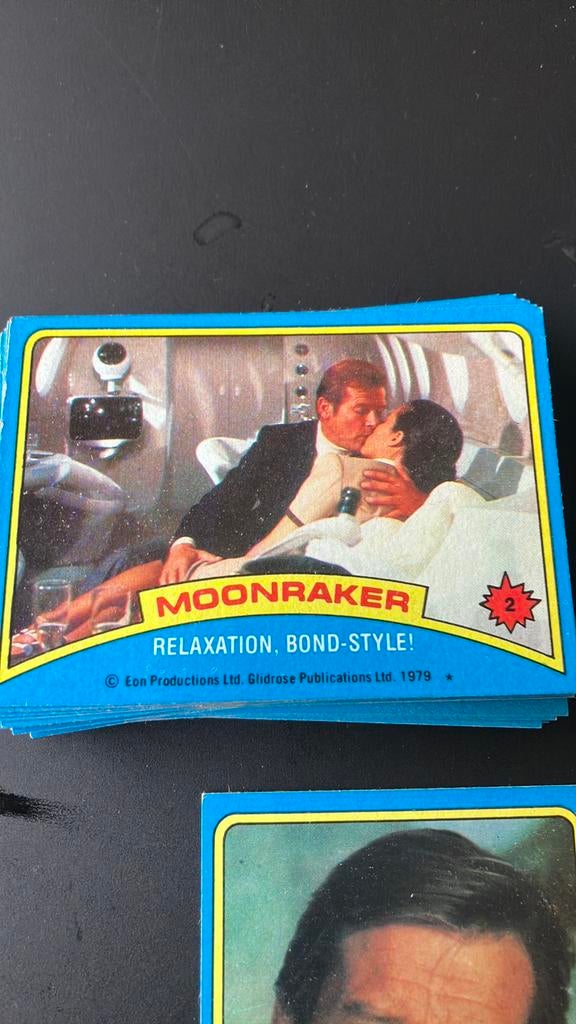 MOONRAKER
2
RELAXATION, BOND-STYLE!
© Eon Productions Ltd. Glidrose Publications Ltd. 1979 *